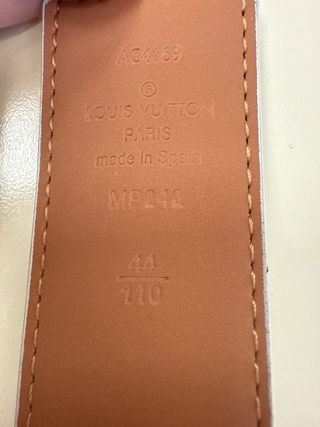 AC4169
®
LOUIS VUITTON
PARIS
made in Spain
MP242
44
110